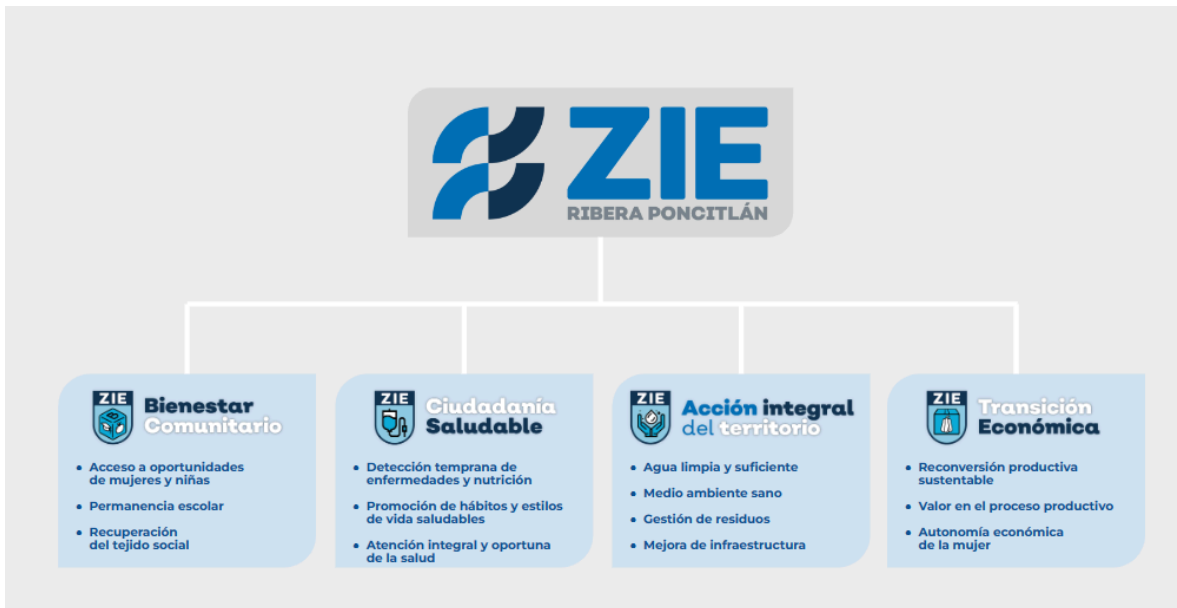 ZIE
RIBERA PONCITLÁN
ZIE
Bienestar
Comunitario
• Acceso a oportunidades
de mujeres y niñas
• Permanencia escolar
• Recuperación
del tejido social
ZIE
Ciudadanía
Saludable
• Detección temprana de
enfermedades y nutrición
• Promoción de hábitos y estilos
de vida saludables
• Atención integral y oportuna
de la salud
ZIE
Acción integral
del territorio
• Agua limpia y suficiente
• Medio ambiente sano
• Gestión de residuos
• Mejora de infraestructura
ZIE
Transición
Económica
• Reconversión productiva
sustentable
• Valor en el proceso productivo
• Autonomía económica
de la mujer